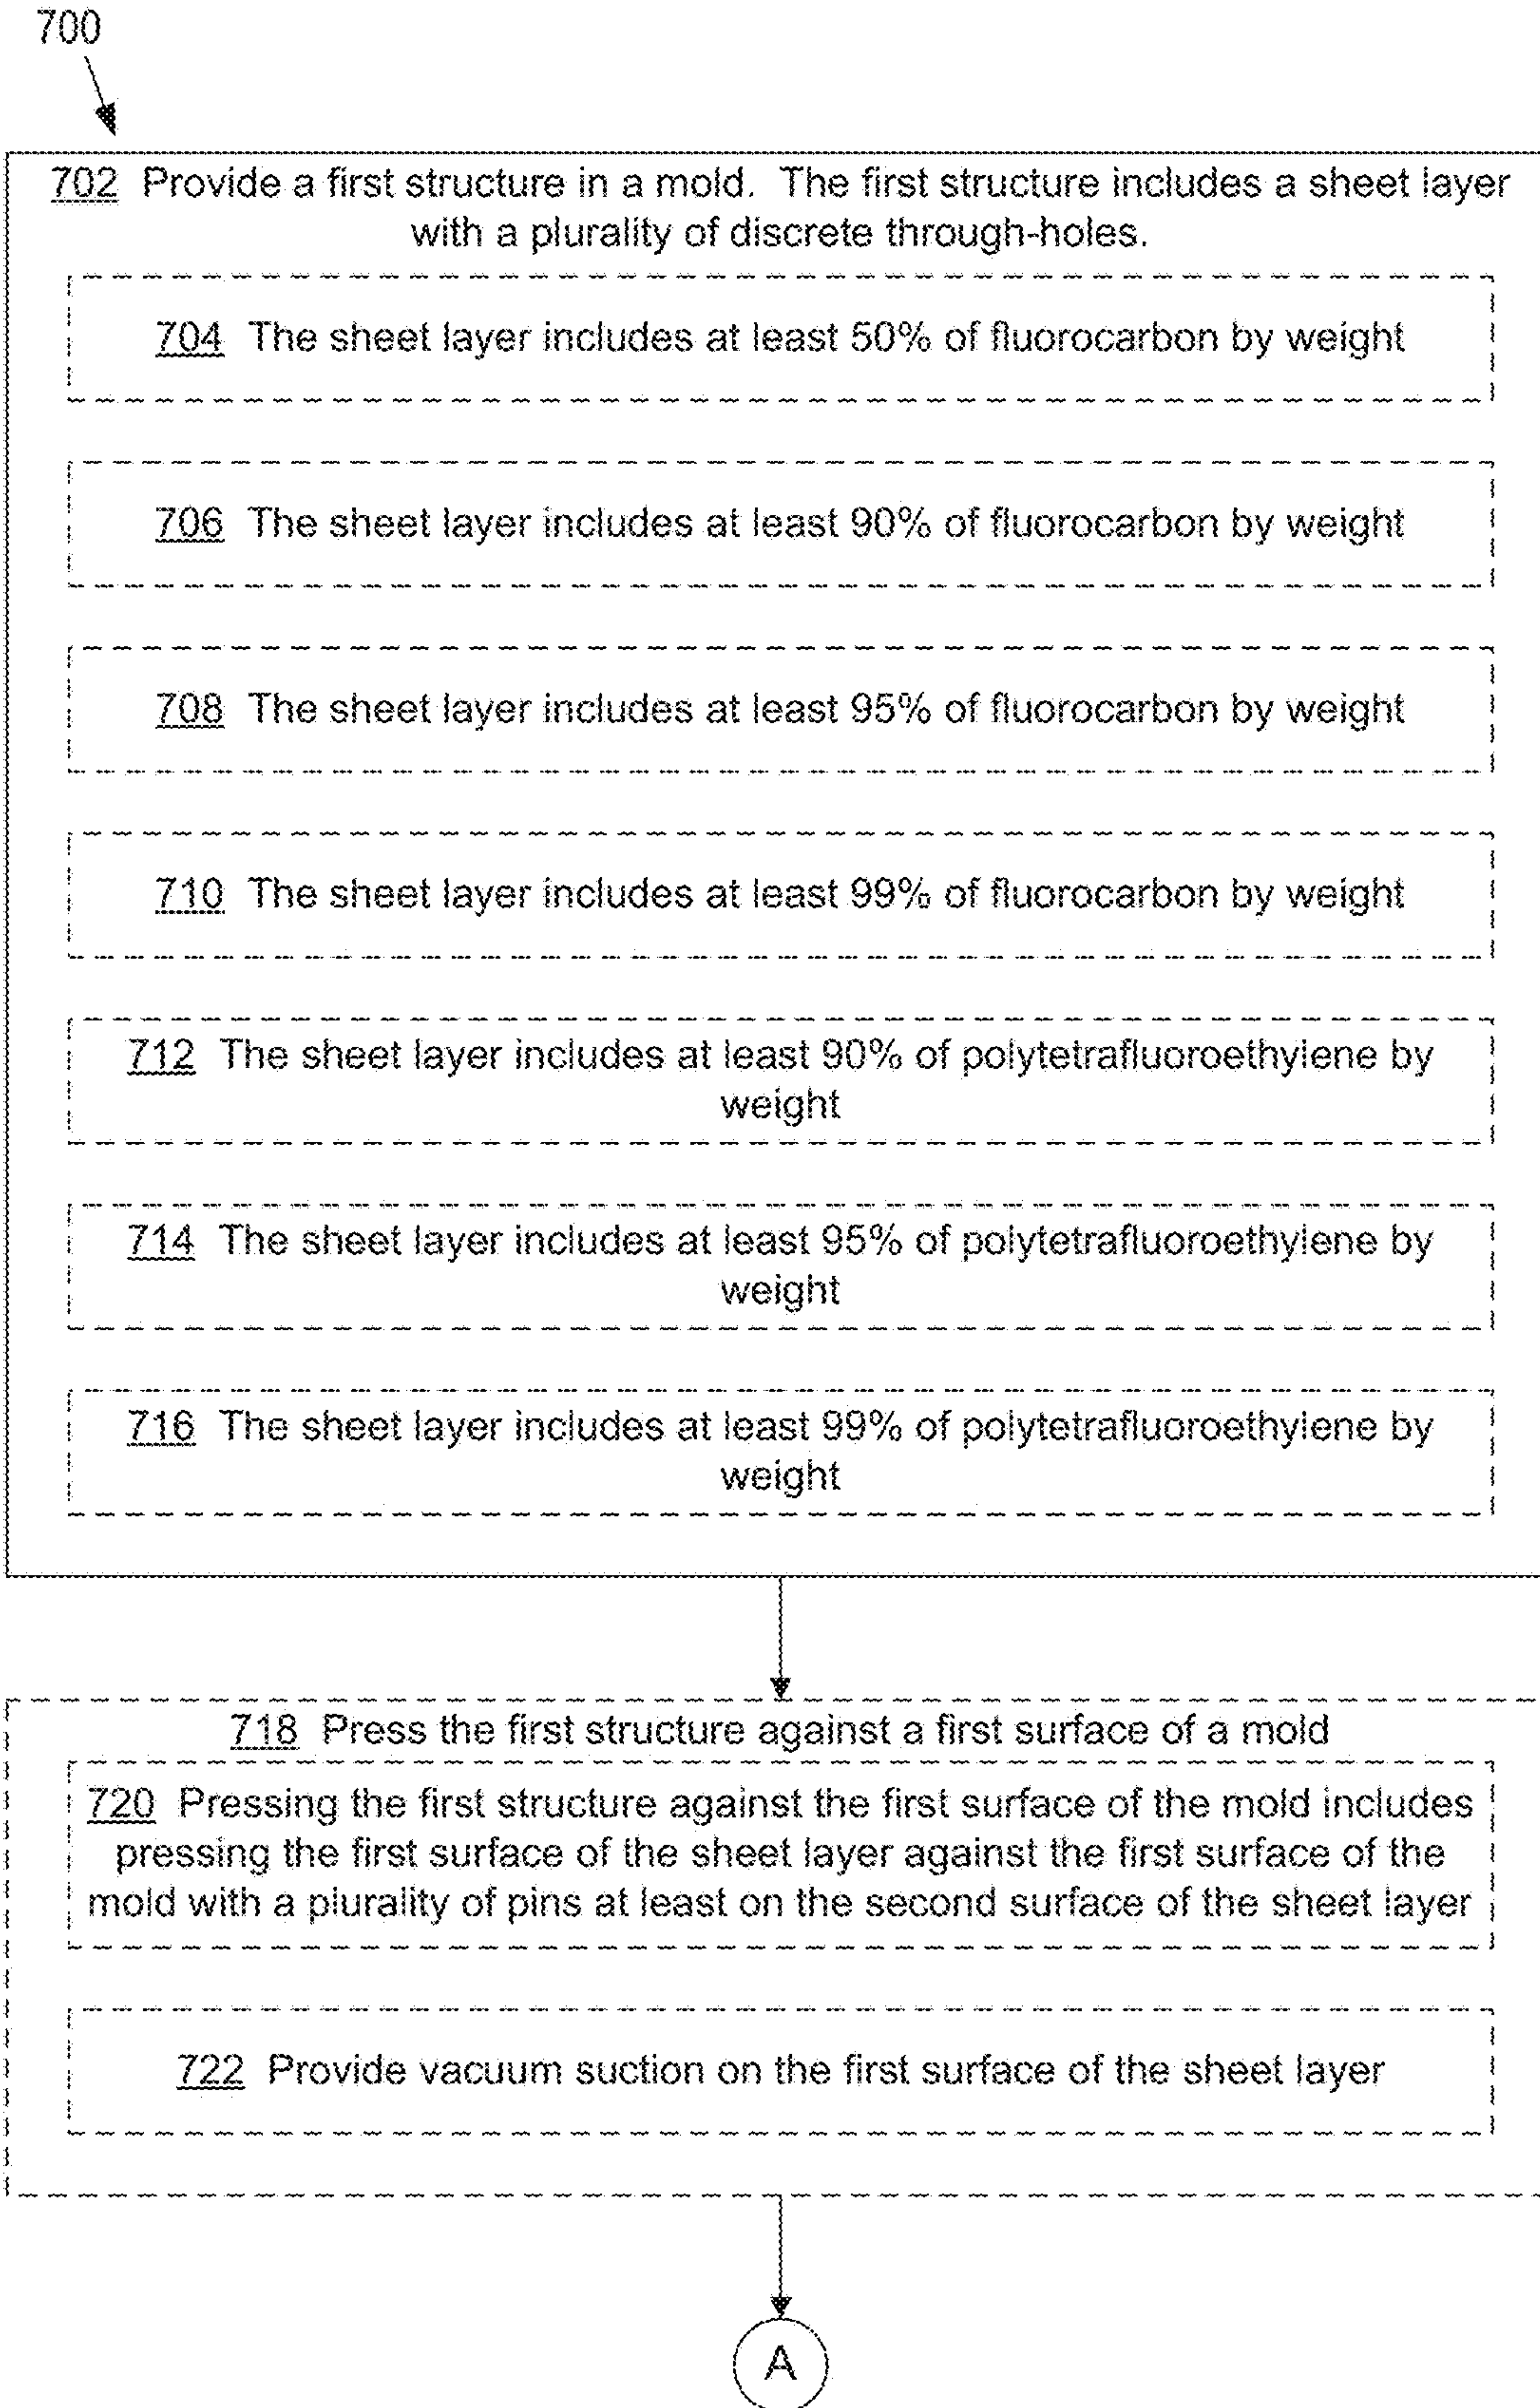 700
702 Provide a first structure in a mold. The first structure includes a sheet layer
with a plurality of discrete through-holes.
704 The sheet layer includes at least 50% of fluorocarbon by weight
706 The sheet layer includes at least 90% of fluorocarbon by weight
708 The sheet layer includes at least 95% of fluorocarbon by weight
710 The sheet layer includes at least 99% of fluorocarbon by weight
712 The sheet layer includes at least 90% of polytetrafluoroethylene by
weight
714 The sheet layer includes at least 95% of polytetrafluoroethylene by
weight
716 The sheet layer includes at least 99% of polytetrafluoroethylene by
weight
718 Press the first structure against a first surface of a mold
720 Pressing the first structure against the first surface of the mold includes
pressing the first surface of the sheet layer against the first surface of the
mold with a plurality of pins at least on the second surface of the sheet layer
722 Provide vacuum suction on the first surface of the sheet layer
A